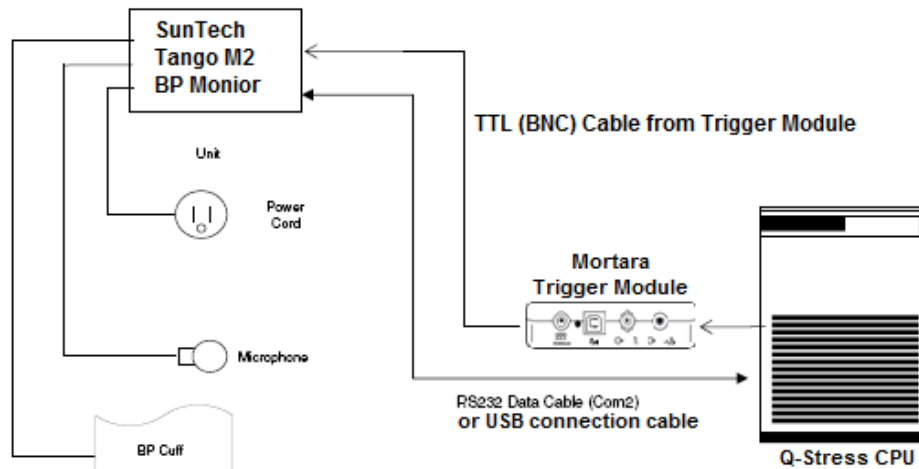 SunTech
Tango M2
BP Monior
TTL (BNC) Cable from Trigger Module
Unit
Power
Cord
Mortara
Trigger Module
Microphone
RS232 Data Cable (Com2)
or USB connection cable
BP Cuff
Q-Stress CPU